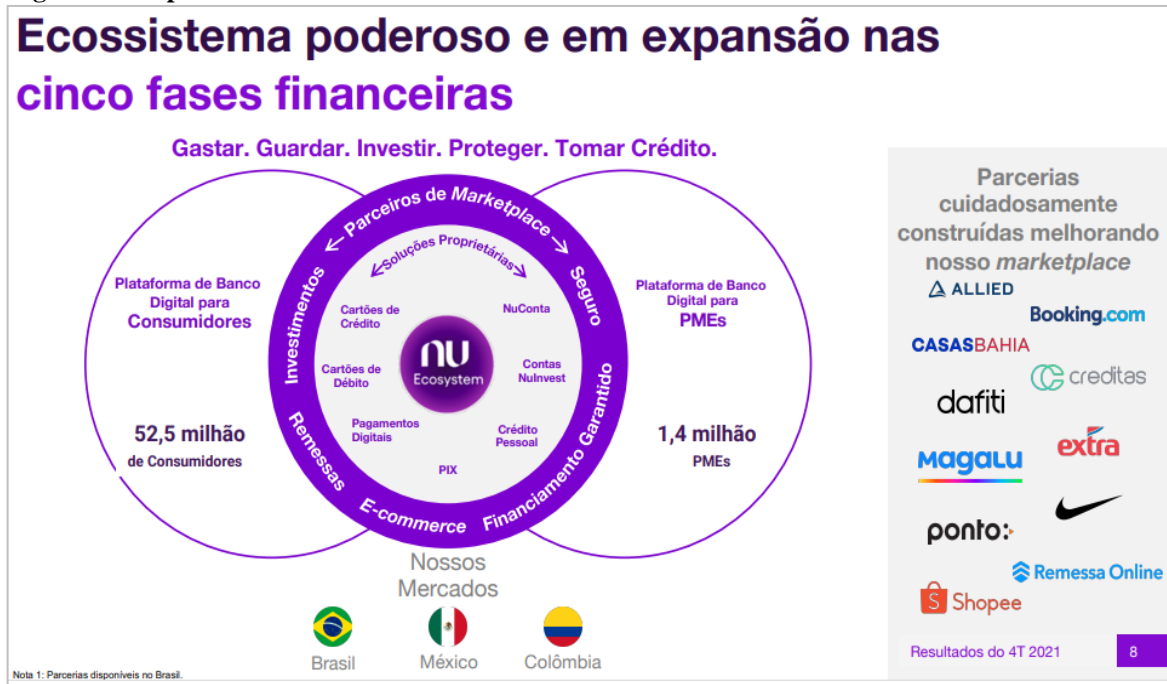 Ecossistema poderoso e em expansão nas
cinco fases financeiras
Gastar. Guardar. Investir. Proteger. Tomar Crédito.
Plataforma de Banco
Digital para
Consumidores
52,5 milhão
de Consumidores
← Parceiros de Marketplace →
Investimentos
Seguro
Remessas
E-commerce
Financiamento Garantido
Soluções Proprietárias
Cartões de
Crédito
NuConta
Cartões de
Débito
nu
Ecosystem
Contas
NuInvest
Pagamentos
Digitais
Crédito
Pessoal
PIX
Plataforma de Banco
Digital para
PMEs
1,4 milhão
PMEs
Nossos
Mercados
Brasil
México
Colômbia
Parcerias
cuidadosamente
construídas melhorando
nosso marketplace
ALLIED
Booking.com
CASASBAHIA
creditas
dafiti
extra
MagaLu
ponto:
Remessa Online
S Shopee
Resultados do 4T 2021
8
Nota 1: Parcerias disponíveis no Brasil.